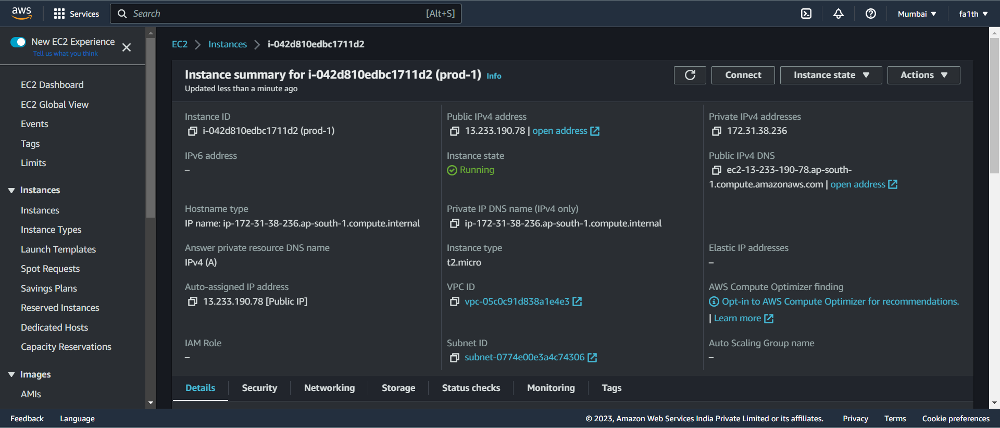 aws
Services
Search
[Alt+S]
Mumbai
fa1th
New EC2 Experience
Tell us what you think
EC2 Dashboard
EC2 Global View
Events
Tags
Limits
Instances
Instances
Instance Types
Launch Templates
Spot Requests
Savings Plans
Reserved Instances
Dedicated Hosts
Capacity Reservations
Images
AMIs
EC2 > Instances > i-042d810edbc1711d2
Instance summary for i-042d810edbc1711d2 (prod-1) Info
Updated less than a minute ago
Connect
Instance state
Actions
Instance ID
i-042d810edbc1711d2 (prod-1)
Public IPv4 address
13.233.190.78 | open address
Private IPv4 addresses
172.31.38.236
IPv6 address
–
Instance state
Running
Public IPv4 DNS
ec2-13-233-190-78.ap-south-
1.compute.amazonaws.com | open address
Hostname type
IP name: ip-172-31-38-236.ap-south-1.compute.internal
Private IP DNS name (IPv4 only)
ip-172-31-38-236.ap-south-1.compute.internal
Answer private resource DNS name
IPv4 (A)
Instance type
t2.micro
Elastic IP addresses
–
Auto-assigned IP address
13.233.190.78 [Public IP]
VPC ID
vpc-05c0c91d838a1e4e3
AWS Compute Optimizer finding
Opt-in to AWS Compute Optimizer for recommendations.
| Learn more
IAM Role
–
Subnet ID
subnet-0774e00e3a4c74306
Auto Scaling Group name
–
Details
Security
Networking
Storage
Status checks
Monitoring
Tags
Feedback
Language
© 2023, Amazon Web Services India Private Limited or its affiliates.
Privacy
Terms
Cookie preferences